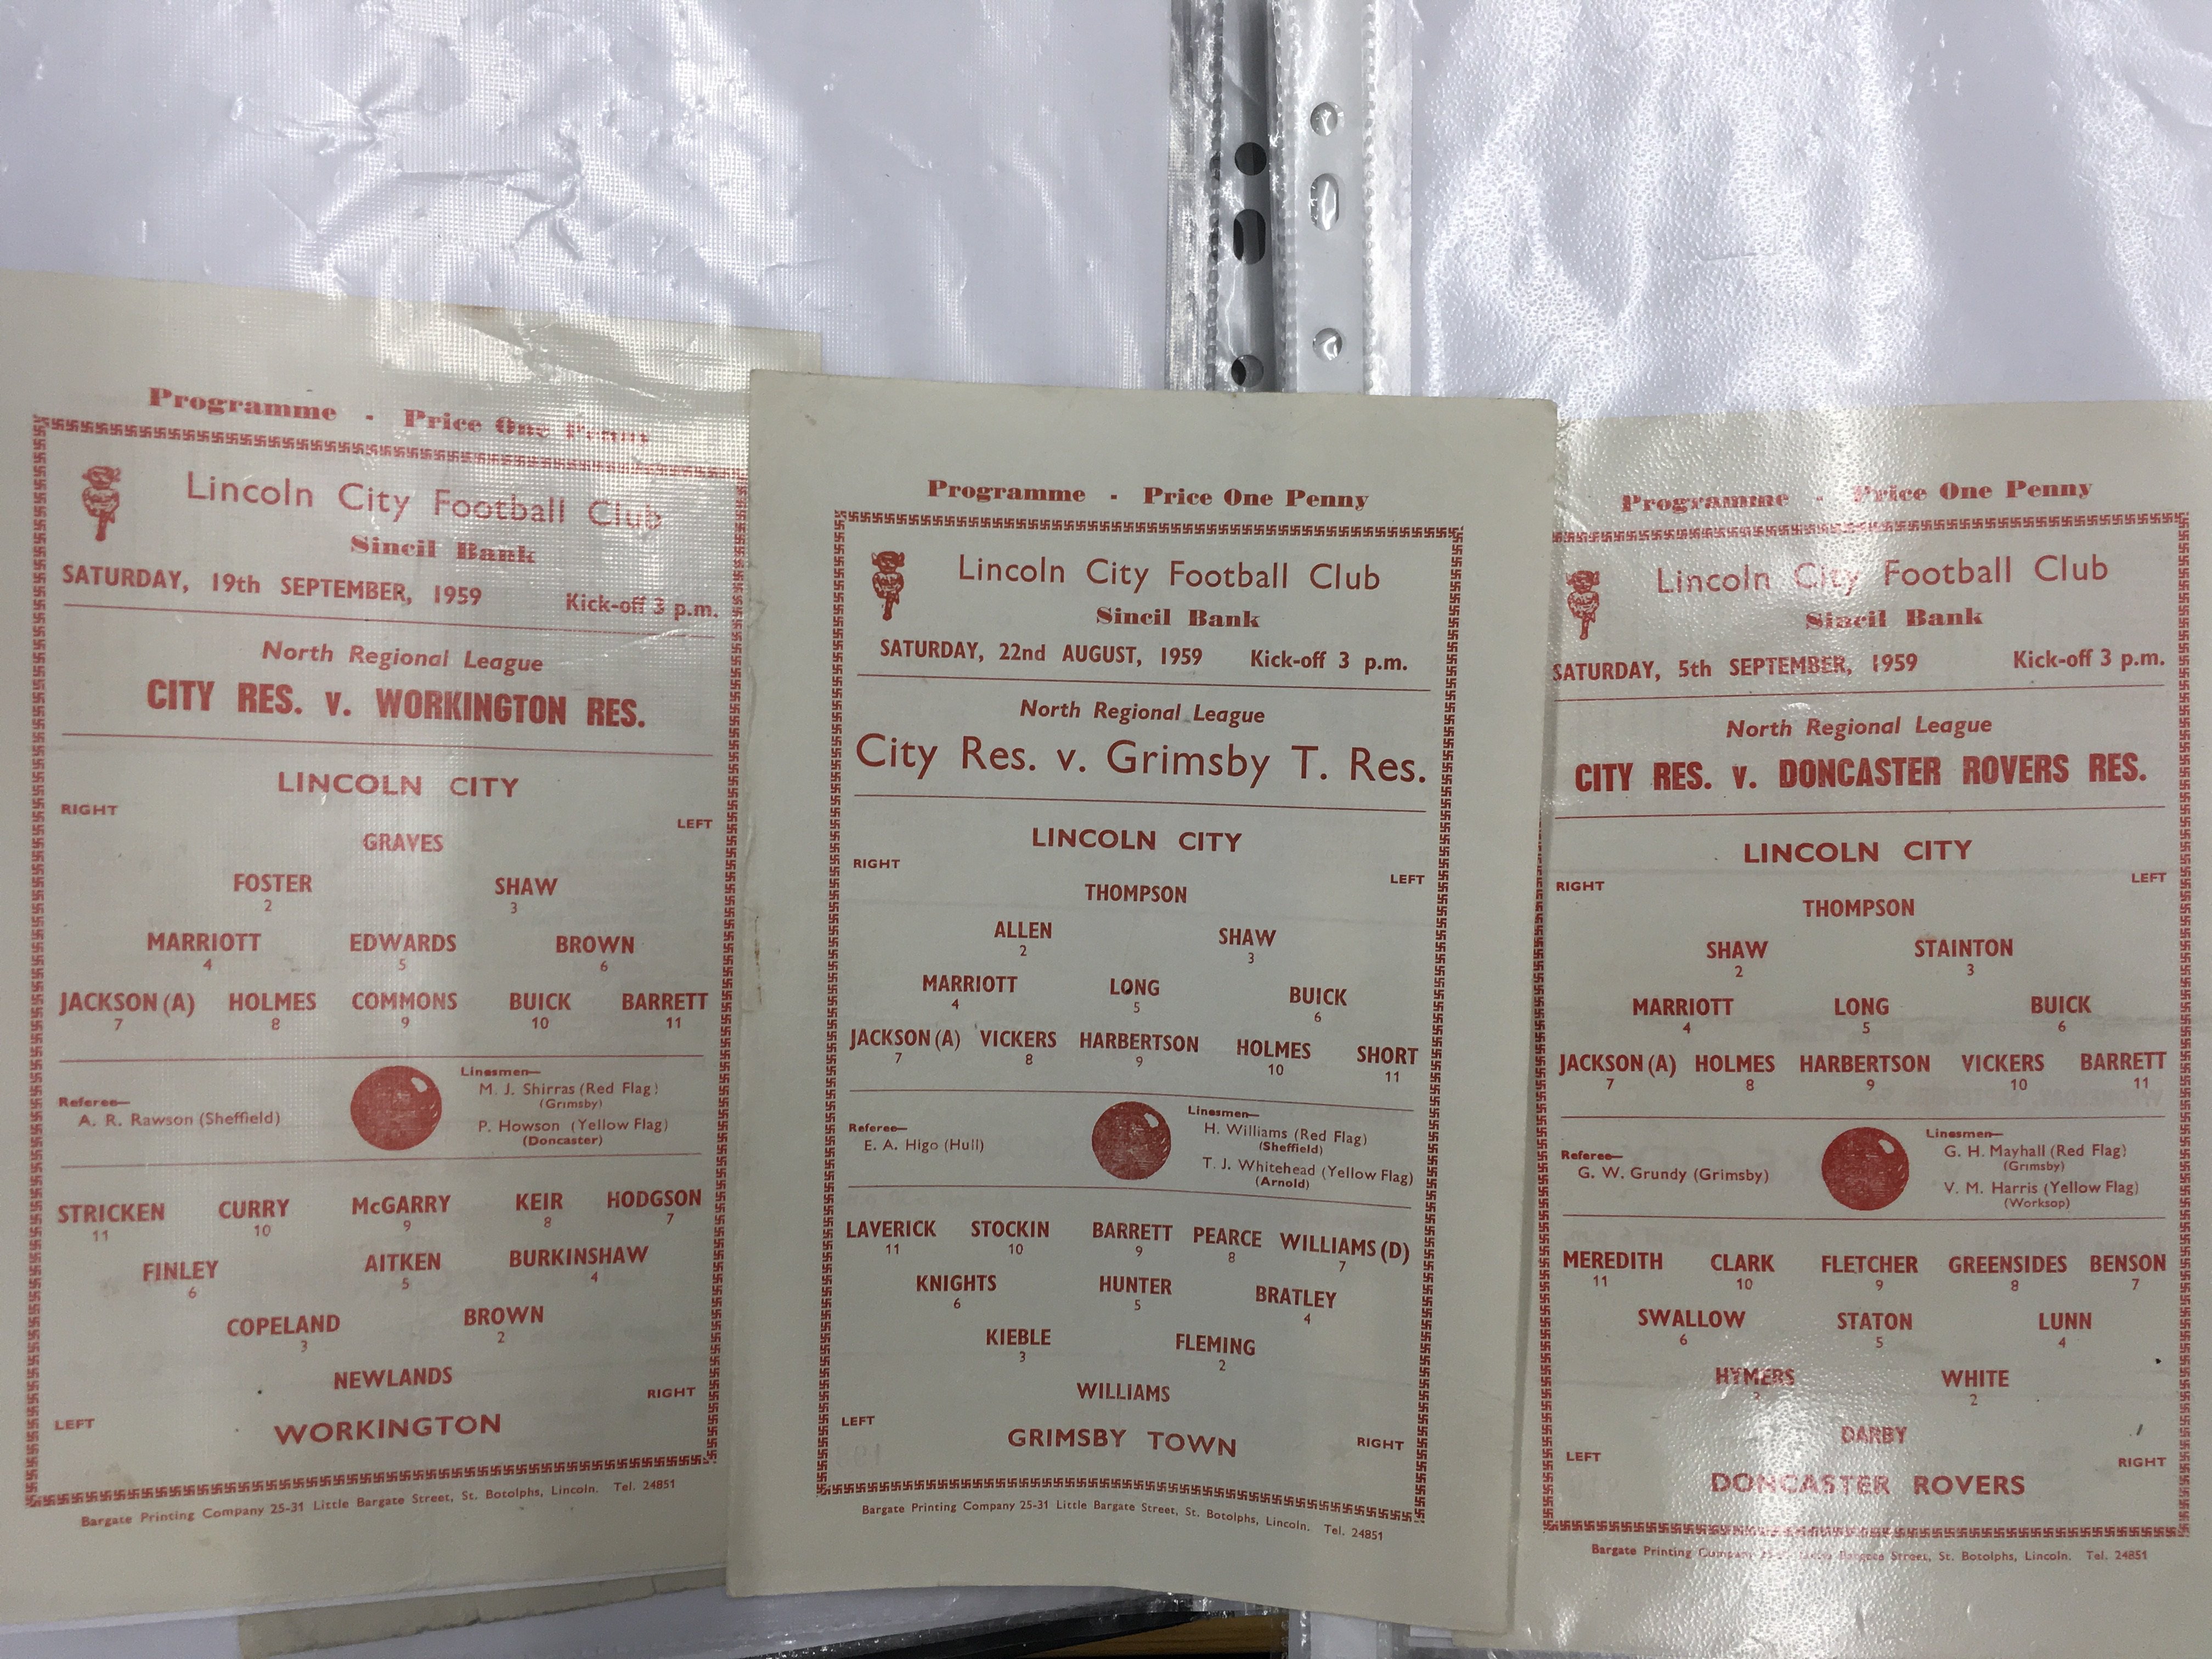 Programme - Price One Penny
Lincoln City Football Club
Sincil Bank
SATURDAY, 19th SEPTEMBER, 1959 Kick-off 3 p.m.
North Regional League
CITY RES. v. WORKINGTON RES.
LINCOLN CITY
RIGHT LEFT
GRAVES
FOSTER SHAW
2 3
MARRIOTT EDWARDS BROWN
4 5 6
JACKSON (A) HOLMES COMMONS BUICK BARRETT
7 8 9 10 11
Linesmen—
M. J. Shirras (Red Flag)
(Grimsby)
Referee—
A. R. Rawson (Sheffield)
P. Howson (Yellow Flag)
(Doncaster)
STRICKEN CURRY McGARRY KEIR HODGSON
11 10 9 8 7
FINLEY AITKEN BURKINSHAW
6 5 4
COPELAND BROWN
3 2
NEWLANDS
LEFT RIGHT
WORKINGTON
Bargate Printing Company 25-31 Little Bargate Street, St. Botolphs, Lincoln. Tel. 24851
Programme - Price One Penny
Lincoln City Football Club
Sincil Bank
SATURDAY, 22nd AUGUST, 1959 Kick-off 3 p.m.
North Regional League
City Res. v. Grimsby T. Res.
LINCOLN CITY
RIGHT LEFT
THOMPSON
ALLEN SHAW
2 3
MARRIOTT LONG BUICK
4 5 6
JACKSON (A) VICKERS HARBERTSON HOLMES SHORT
7 8 9 10 11
Linesmen—
H. Williams (Red Flag)
(Sheffield)
Referee—
E. A. Higo (Hull)
T. J. Whitehead (Yellow Flag)
(Arnold)
LAVERICK STOCKIN BARRETT PEARCE WILLIAMS (D)
11 10 9 8 7
KNIGHTS HUNTER BRATLEY
6 5 4
KIEBLE FLEMING
3 2
WILLIAMS
LEFT RIGHT
GRIMSBY TOWN
Bargate Printing Company 25-31 Little Bargate Street, St. Botolphs, Lincoln. Tel. 24851
Programme - Price One Penny
Lincoln City Football Club
Sincil Bank
SATURDAY, 5th SEPTEMBER, 1959 Kick-off 3 p.m.
North Regional League
CITY RES. v. DONCASTER ROVERS RES.
LINCOLN CITY
RIGHT LEFT
THOMPSON
SHAW STAINTON
2 3
MARRIOTT LONG BUICK
4 5 6
JACKSON (A) HOLMES HARBERTSON VICKERS BARRETT
7 8 9 10 11
Linesmen—
G. H. Mayhall (Red Flag)
(Grimsby)
Referee—
G. W. Grundy (Grimsby)
V. M. Harris (Yellow Flag)
(Worksop)
MEREDITH CLARK FLETCHER GREENSIDES BENSON
11 10 9 8 7
SWALLOW STATON LUNN
6 5 4
HYMERS WHITE
3 2
DARBY
LEFT RIGHT
DONCASTER ROVERS
Bargate Printing Company Bargate Street, St. Botolphs, Lincoln. Tel. 24851